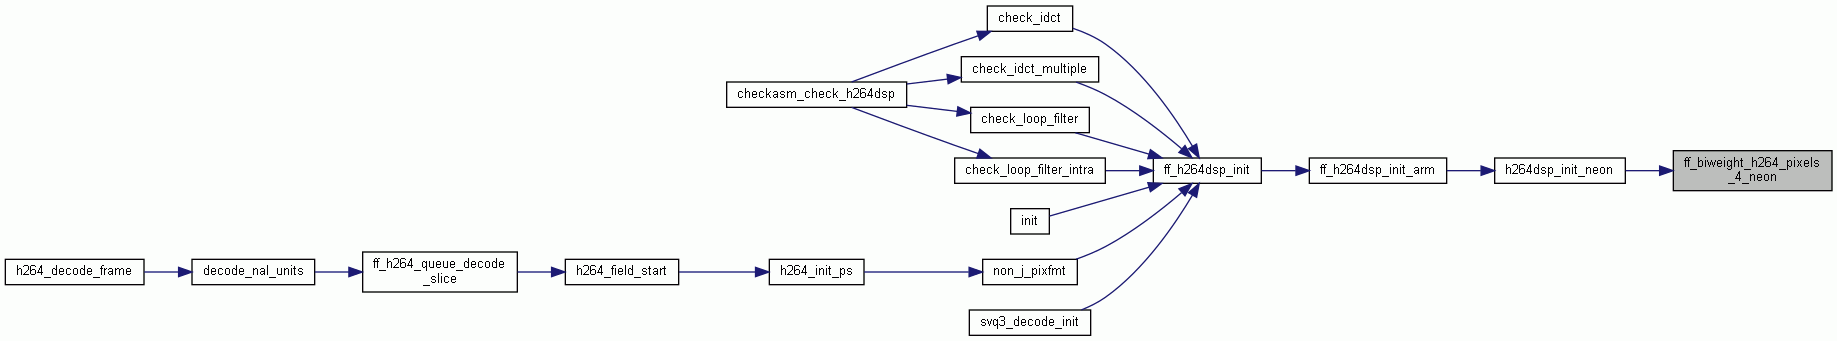 check_idct
check_idct_multiple
checkasm_check_h264dsp
check_loop_filter
check_loop_filter_intra
ff_h264dsp_init
ff_h264dsp_init_arm
h264dsp_init_neon
ff_biweight_h264_pixels
_4_neon
init
h264_decode_frame
decode_nal_units
ff_h264_queue_decode
_slice
h264_field_start
h264_init_ps
non_j_pixfmt
svq3_decode_init